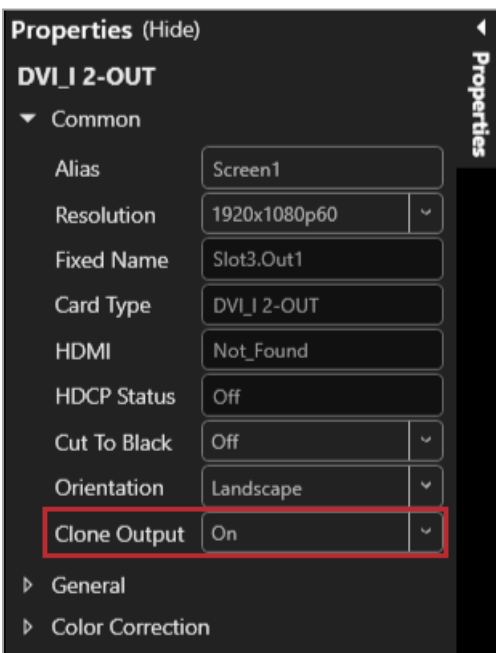 Properties (Hide)
Properties
DVI_I 2-OUT
Common
Alias Screen1
Resolution 1920x1080p60
Fixed Name Slot3.Out1
Card Type DVI_I 2-OUT
HDMI Not_Found
HDCP Status Off
Cut To Black Off
Orientation Landscape
Clone Output On
General
Color Correction